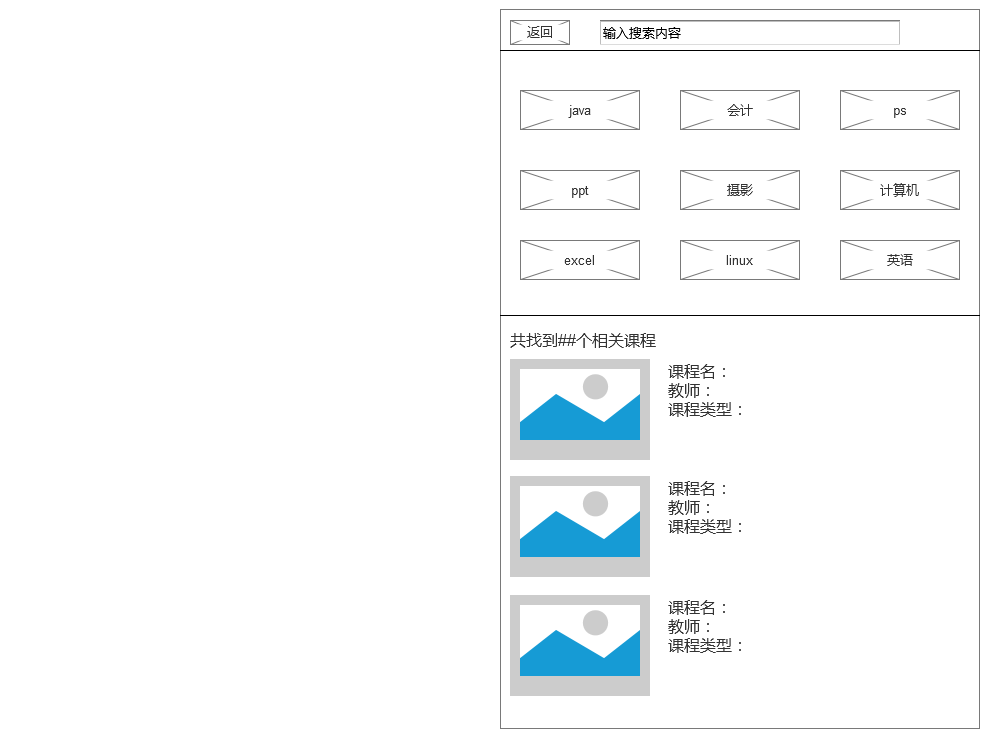 返回
输入搜索内容
java
会计
ps
ppt
摄影
计算机
excel
linux
英语
共找到##个相关课程
课程名：
教师：
课程类型：
课程名：
教师：
课程类型：
课程名：
教师：
课程类型：